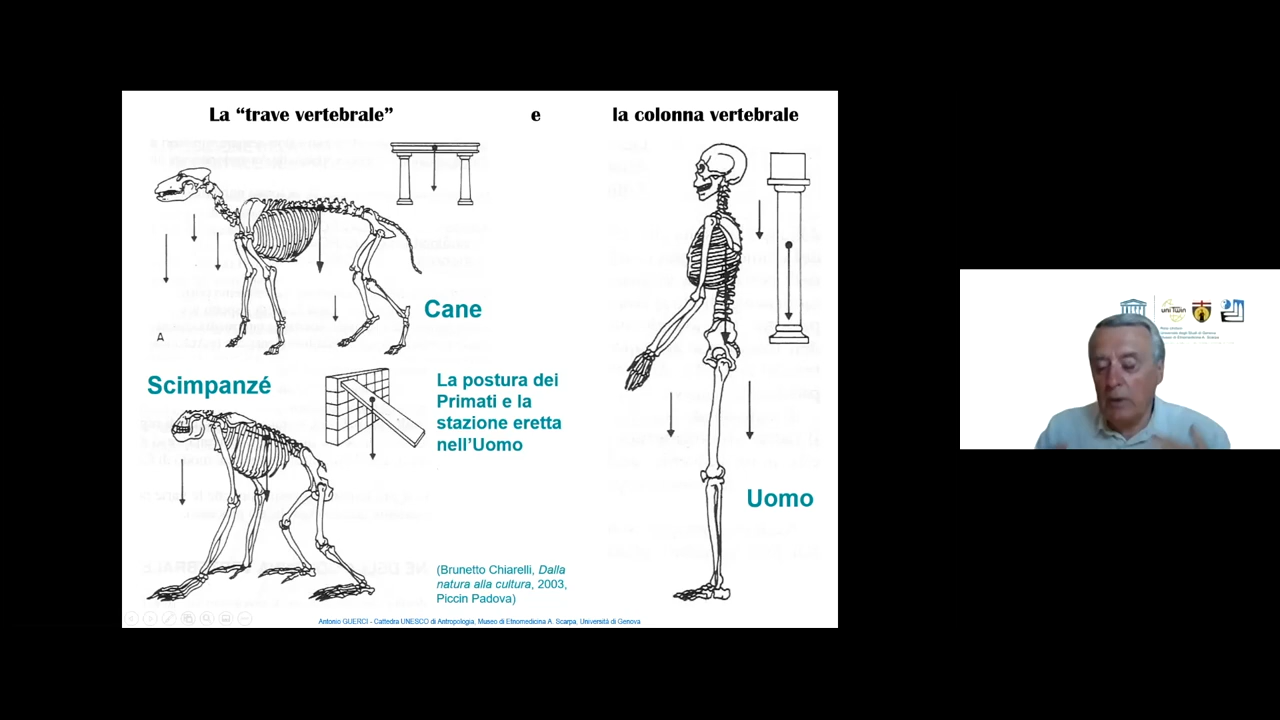 La “trave vertebrale” e la colonna vertebrale
Cane
A
Scimpanzé
La postura dei
Primati e la
stazione eretta
nell’Uomo
Uomo
(Brunetto Chiarelli, Dalla
natura alla cultura, 2003,
Piccin Padova)
Antonio GUERCI - Cattedra UNESCO di Antropologia, Museo di Etnomedicina A. Scarpa, Università di Genova
uniTwin